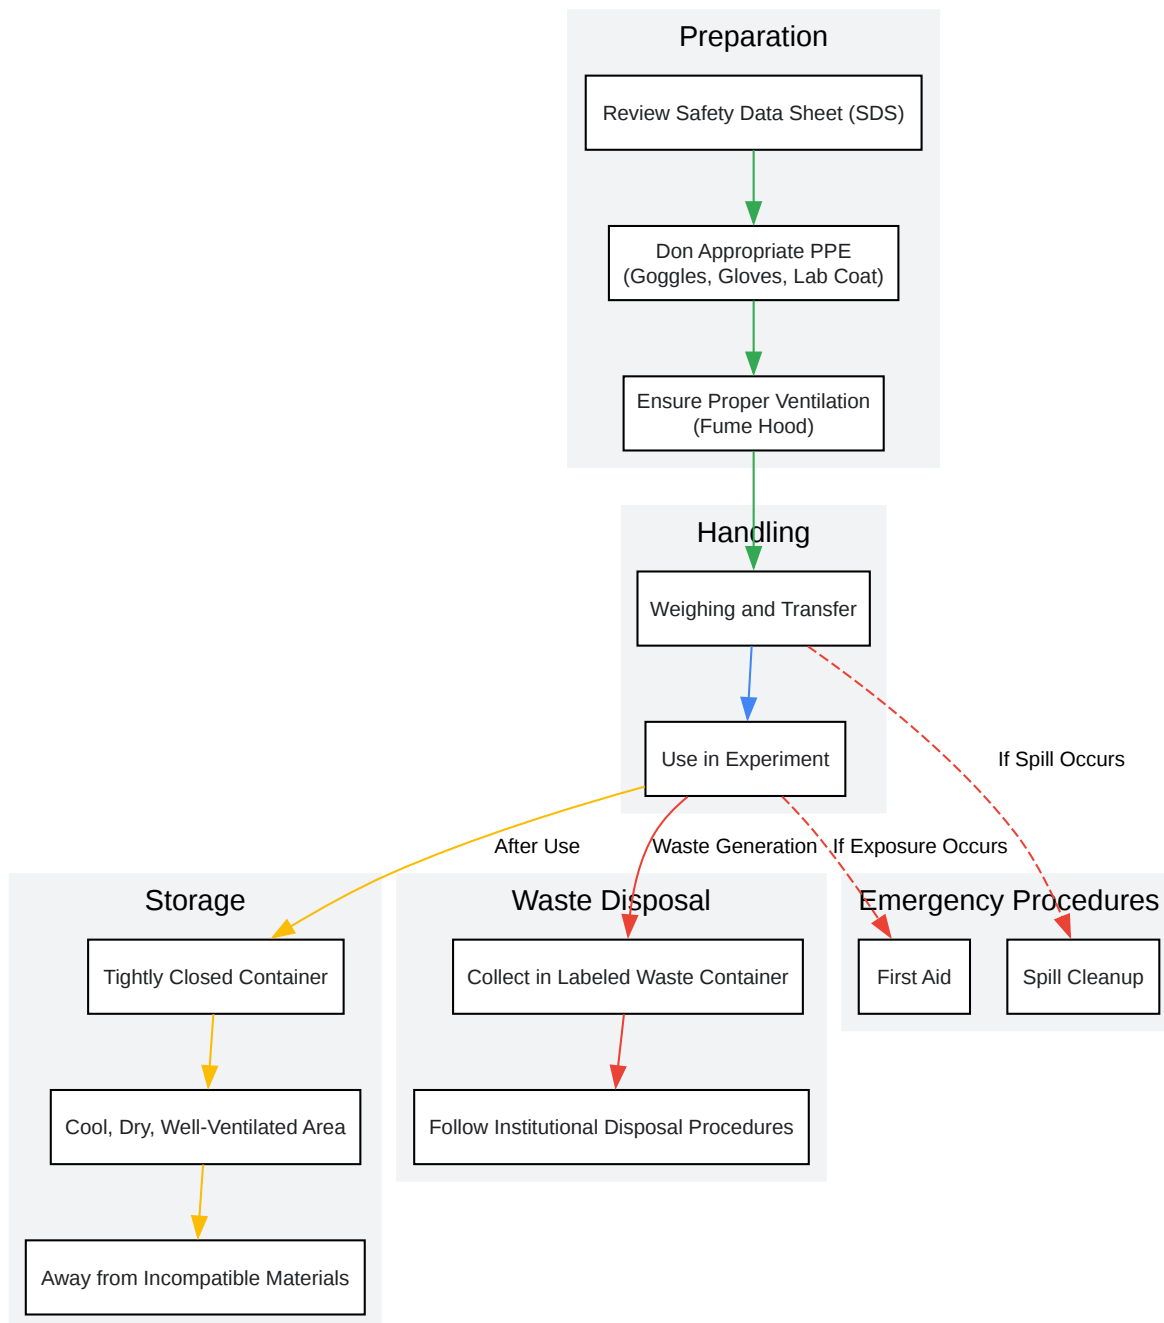 Preparation
Review Safety Data Sheet (SDS)
Don Appropriate PPE
(Goggles, Gloves, Lab Coat)
Ensure Proper Ventilation
(Fume Hood)
Handling
Weighing and Transfer
Use in Experiment
If Spill Occurs
After Use
Waste Generation
If Exposure Occurs
Storage
Tightly Closed Container
Cool, Dry, Well-Ventilated Area
Away from Incompatible Materials
Waste Disposal
Collect in Labeled Waste Container
Follow Institutional Disposal Procedures
Emergency Procedures
First Aid
Spill Cleanup